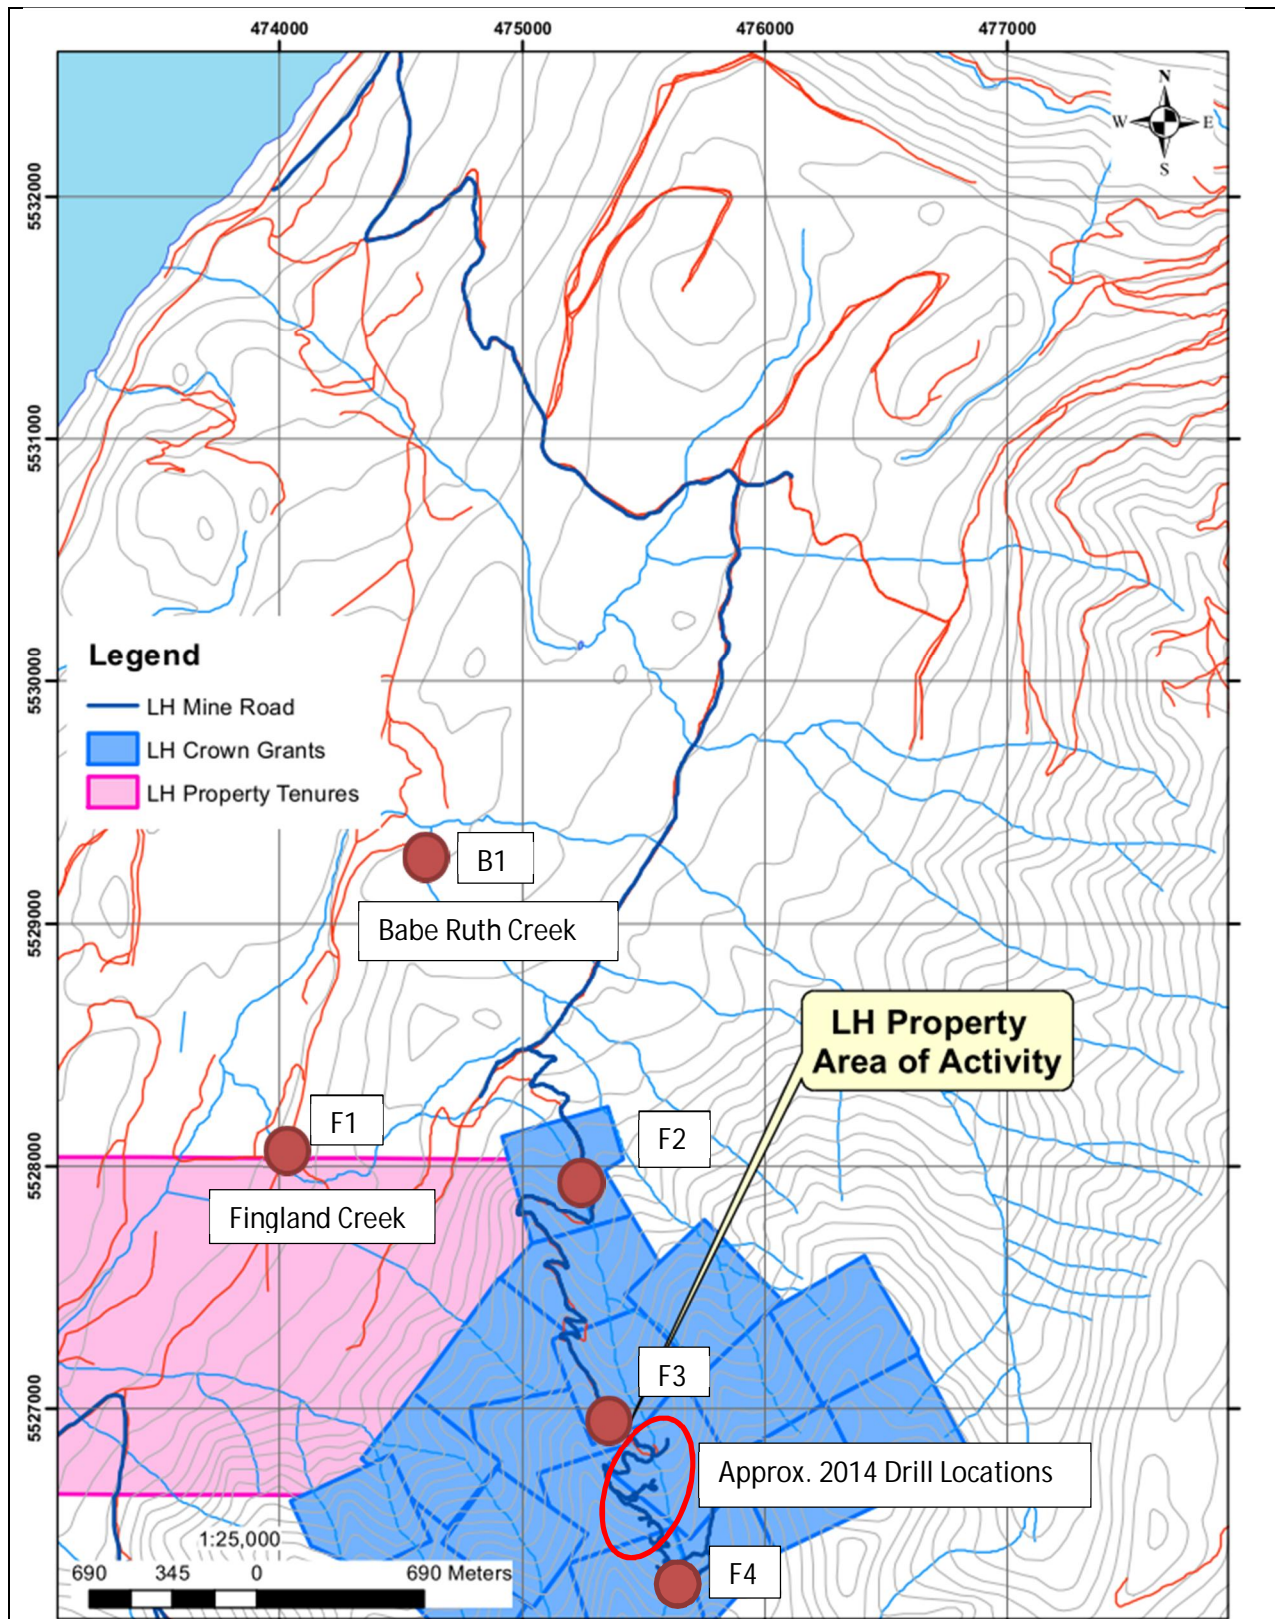 474000 475000 476000 477000
N
W E
S
5532000
5531000
5530000
5529000
5528000
5527000
Legend
LH Mine Road
LH Crown Grants
LH Property Tenures
B1
Babe Ruth Creek
LH Property
Area of Activity
F1
F2
Fingland Creek
F3
Approx. 2014 Drill Locations
F4
1:25,000
690 345 0 690 Meters